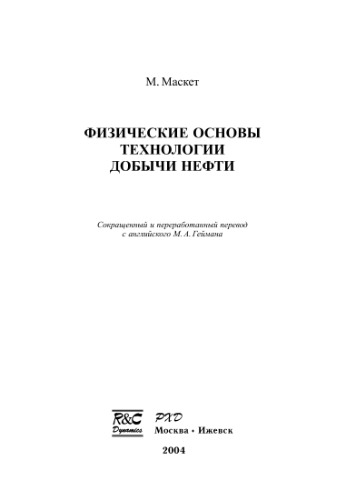 М. Маскет
ФИЗИЧЕСКИЕ ОСНОВЫ
ТЕХНОЛОГИИ
ДОБЫЧИ НЕФТИ
Сокращенный и переработанный перевод
с английского М. А. Геймана
R&C
Dynamics
РХД
Москва • Ижевск
2004